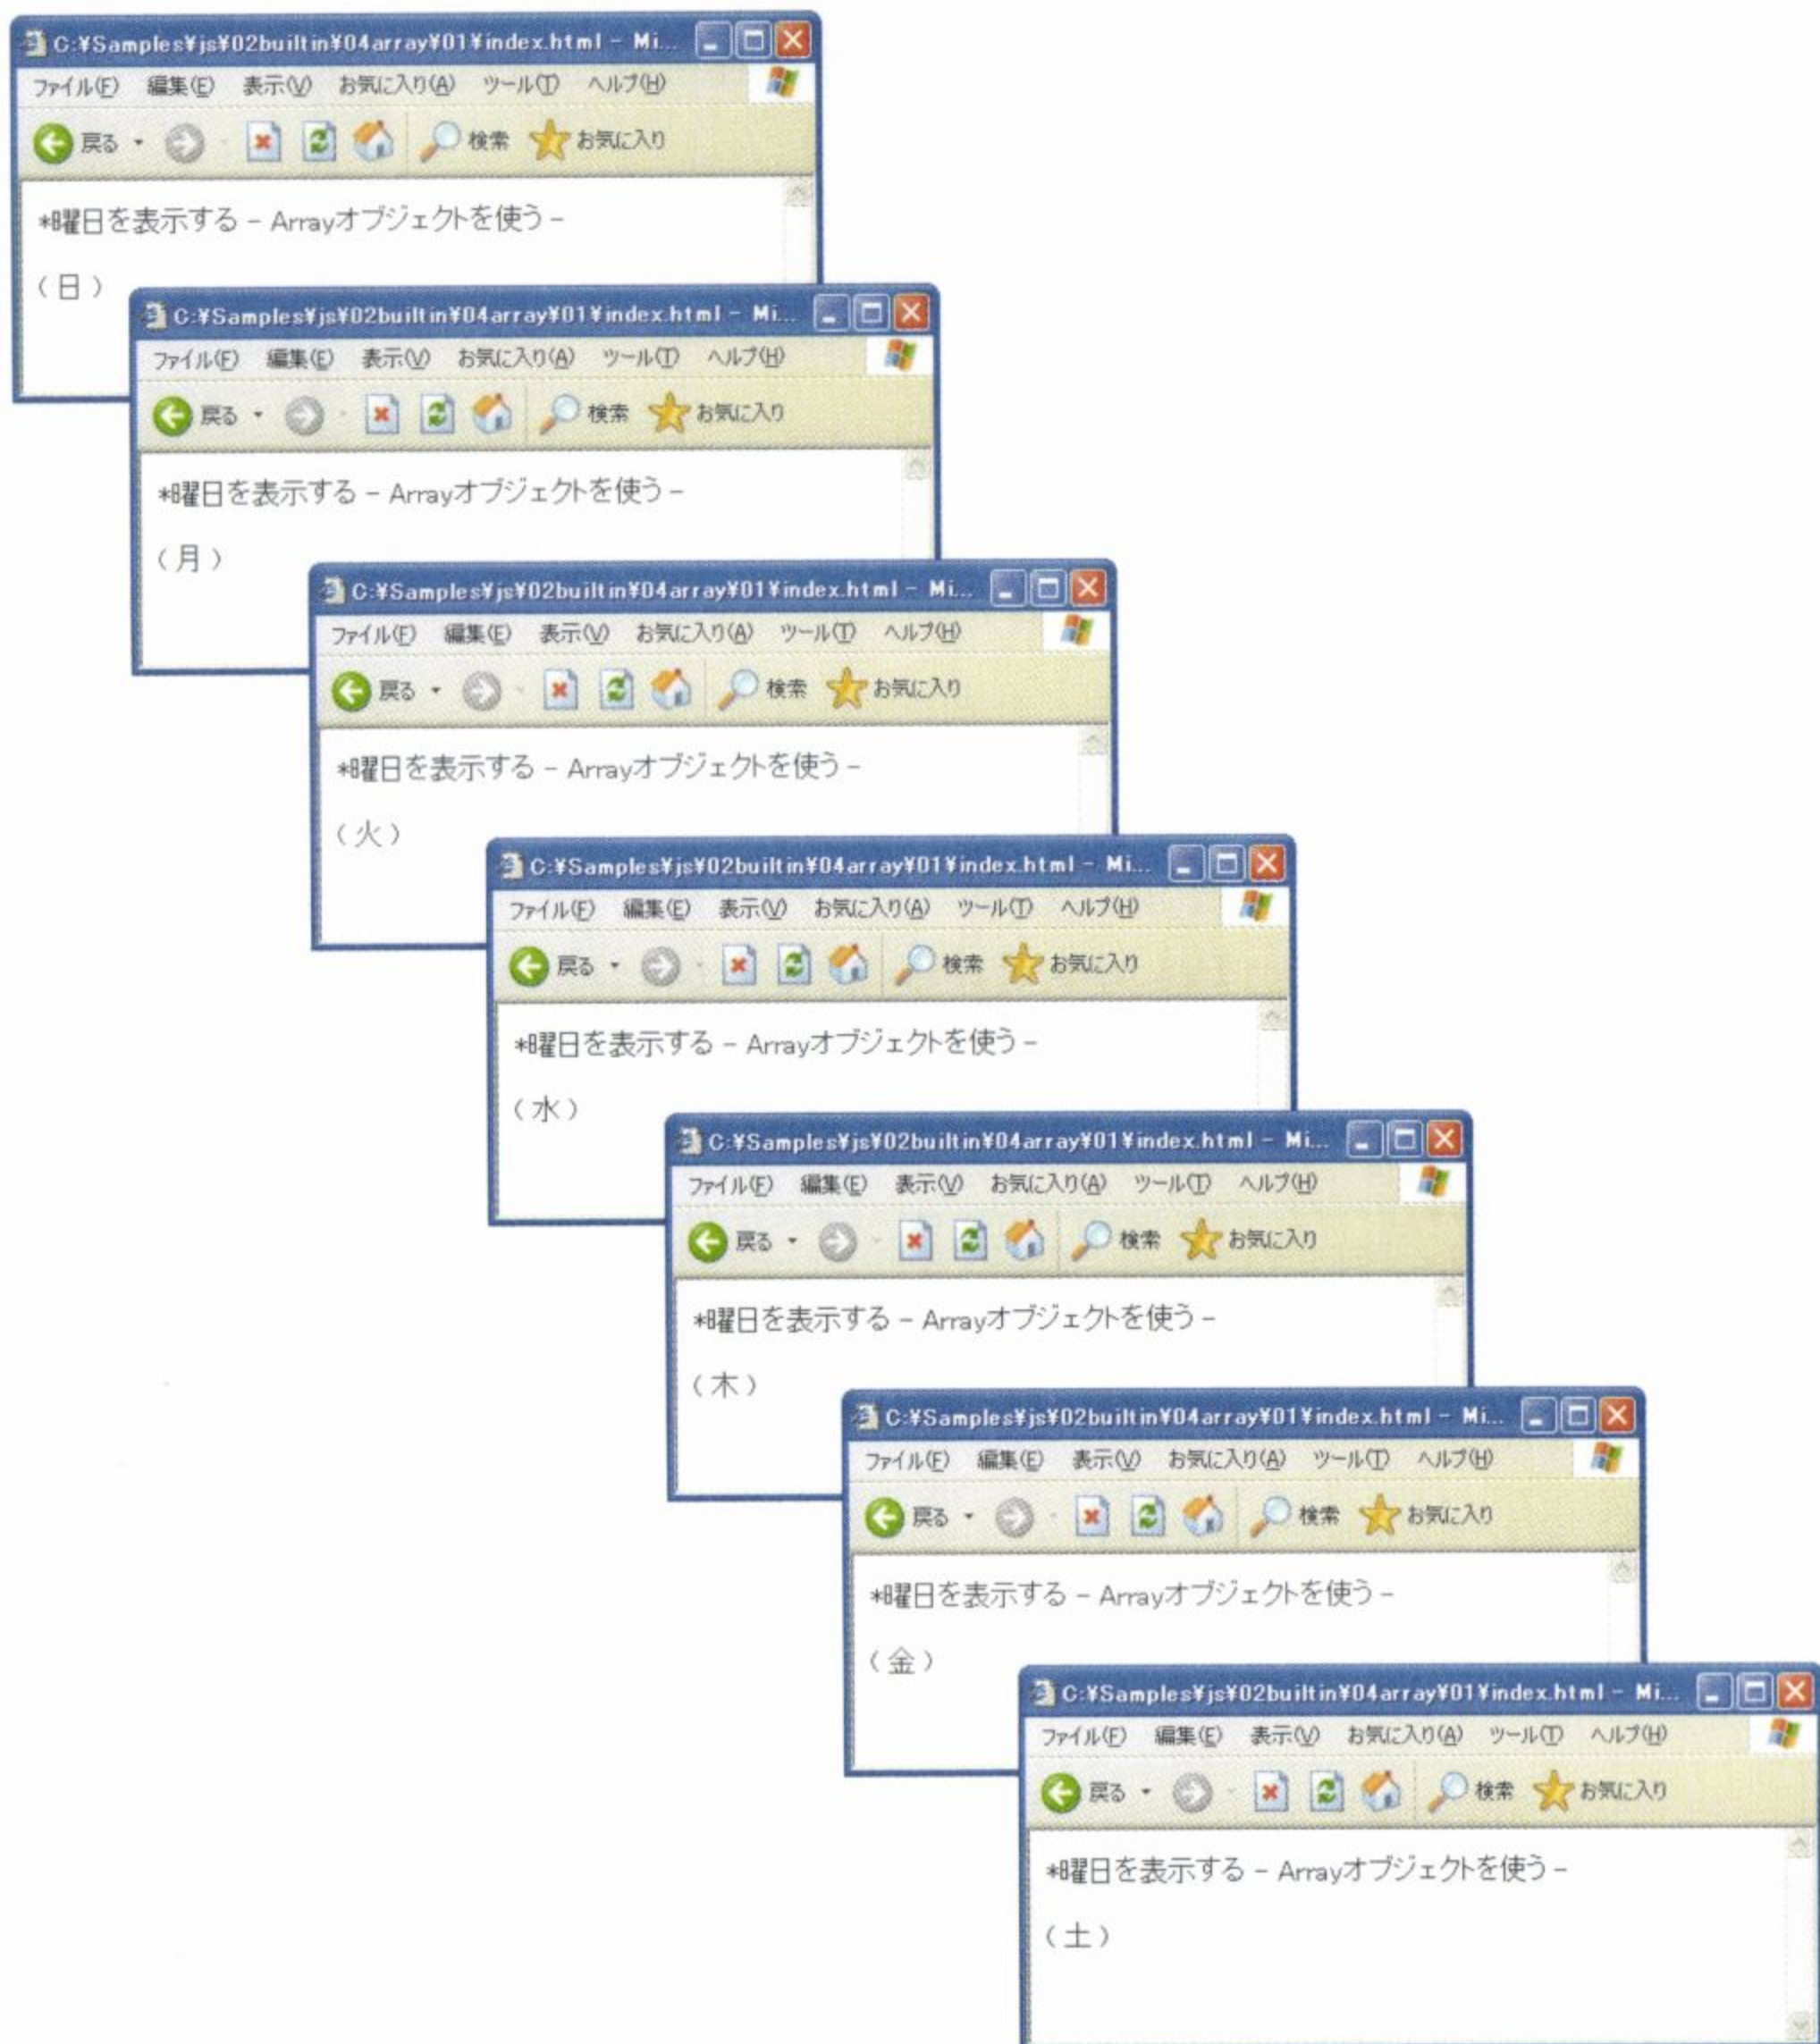 C:¥Samples¥js¥02builtin¥04array¥01¥index.html - Mi...
ファイル(F) 編集(E) 表示(V) お気に入り(A) ツール(T) ヘルプ(H)
戻る 検索 お気に入り
*曜日を表示する - Arrayオブジェクトを使う -
( 日 )
C:¥Samples¥js¥02builtin¥04array¥01¥index.html - Mi...
ファイル(F) 編集(E) 表示(V) お気に入り(A) ツール(T) ヘルプ(H)
戻る 検索 お気に入り
*曜日を表示する - Arrayオブジェクトを使う -
( 月 )
C:¥Samples¥js¥02builtin¥04array¥01¥index.html - Mi...
ファイル(F) 編集(E) 表示(V) お気に入り(A) ツール(T) ヘルプ(H)
戻る 検索 お気に入り
*曜日を表示する - Arrayオブジェクトを使う -
( 火 )
C:¥Samples¥js¥02builtin¥04array¥01¥index.html - Mi...
ファイル(F) 編集(E) 表示(V) お気に入り(A) ツール(T) ヘルプ(H)
戻る 検索 お気に入り
*曜日を表示する - Arrayオブジェクトを使う -
( 水 )
C:¥Samples¥js¥02builtin¥04array¥01¥index.html - Mi...
ファイル(F) 編集(E) 表示(V) お気に入り(A) ツール(T) ヘルプ(H)
戻る 検索 お気に入り
*曜日を表示する - Arrayオブジェクトを使う -
( 木 )
C:¥Samples¥js¥02builtin¥04array¥01¥index.html - Mi...
ファイル(F) 編集(E) 表示(V) お気に入り(A) ツール(T) ヘルプ(H)
戻る 検索 お気に入り
*曜日を表示する - Arrayオブジェクトを使う -
( 金 )
C:¥Samples¥js¥02builtin¥04array¥01¥index.html - Mi...
ファイル(F) 編集(E) 表示(V) お気に入り(A) ツール(T) ヘルプ(H)
戻る 検索 お気に入り
*曜日を表示する - Arrayオブジェクトを使う -
( 土 )